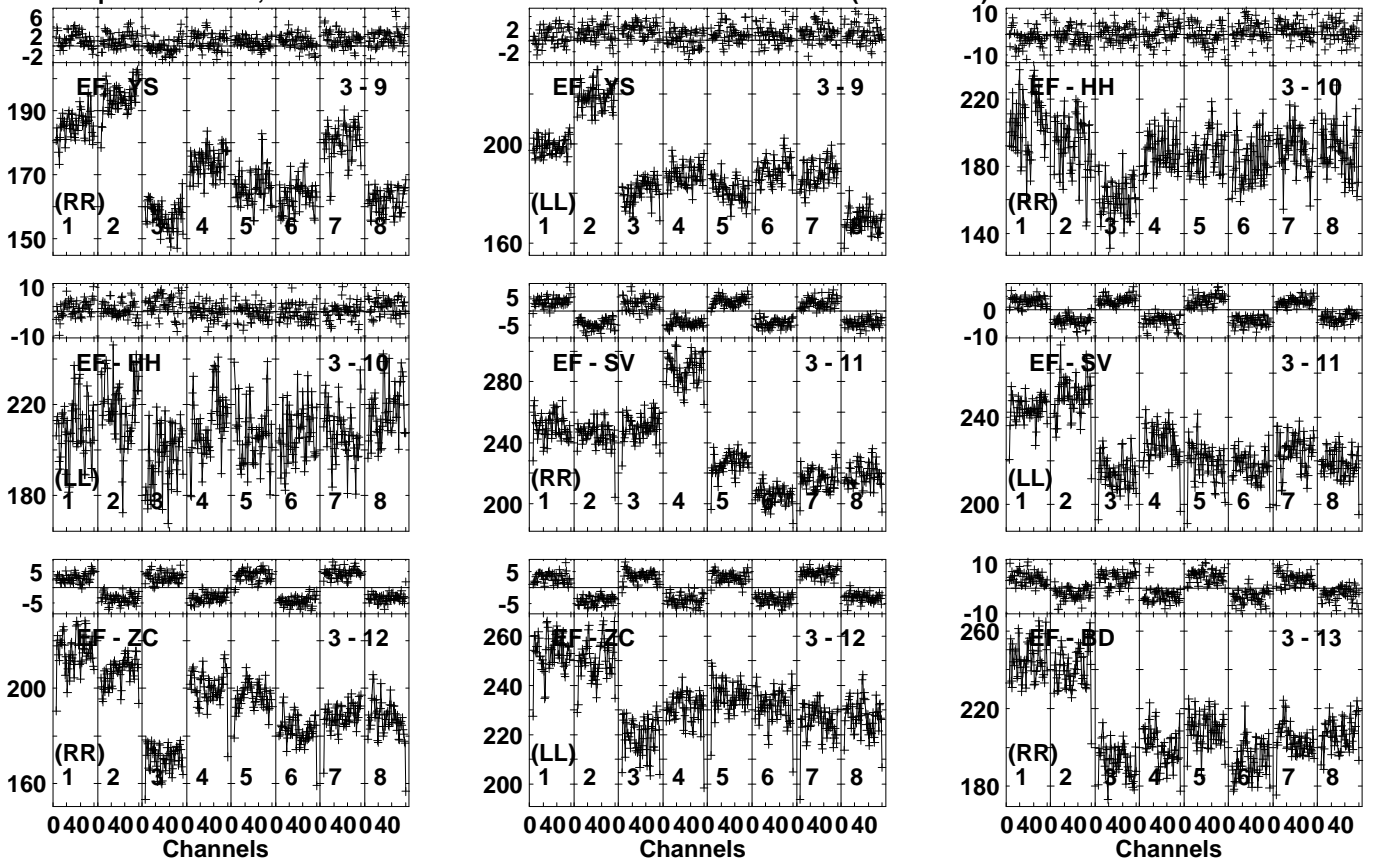 6
2
-2
EF - YS 3 - 9
190
170
150
(RR)
1 2 3 4 5 6 7 8
2
-2
EF - YS 3 - 9
200
160
(LL)
1 2 3 4 5 6 7 8
10
-10
EF - HH 3 - 10
220
180
140
(RR)
1 2 3 4 5 6 7 8
10
-10
EF - HH 3 - 10
220
180
(LL)
1 2 3 4 5 6 7 8
5
-5
EF - SV 3 - 11
280
240
200
(RR)
1 2 3 4 5 6 7 8
0
-10
EF - SV 3 - 11
240
200
(LL)
1 2 3 4 5 6 7 8
5
-5
EF - ZC 3 - 12
200
160
(RR)
1 2 3 4 5 6 7 8
0 40 0 40 0 40 0 40 0 40 0 40 0 40 0 40
Channels
5
-5
EF - ZC 3 - 12
260
240
220
200
(LL)
1 2 3 4 5 6 7 8
0 40 0 40 0 40 0 40 0 40 0 40 0 40 0 40
Channels
10
-10
EF - BD 3 - 13
260
220
180
(RR)
1 2 3 4 5 6 7 8
0 40 0 40 0 40 0 40 0 40 0 40 0 40 0 40
Channels